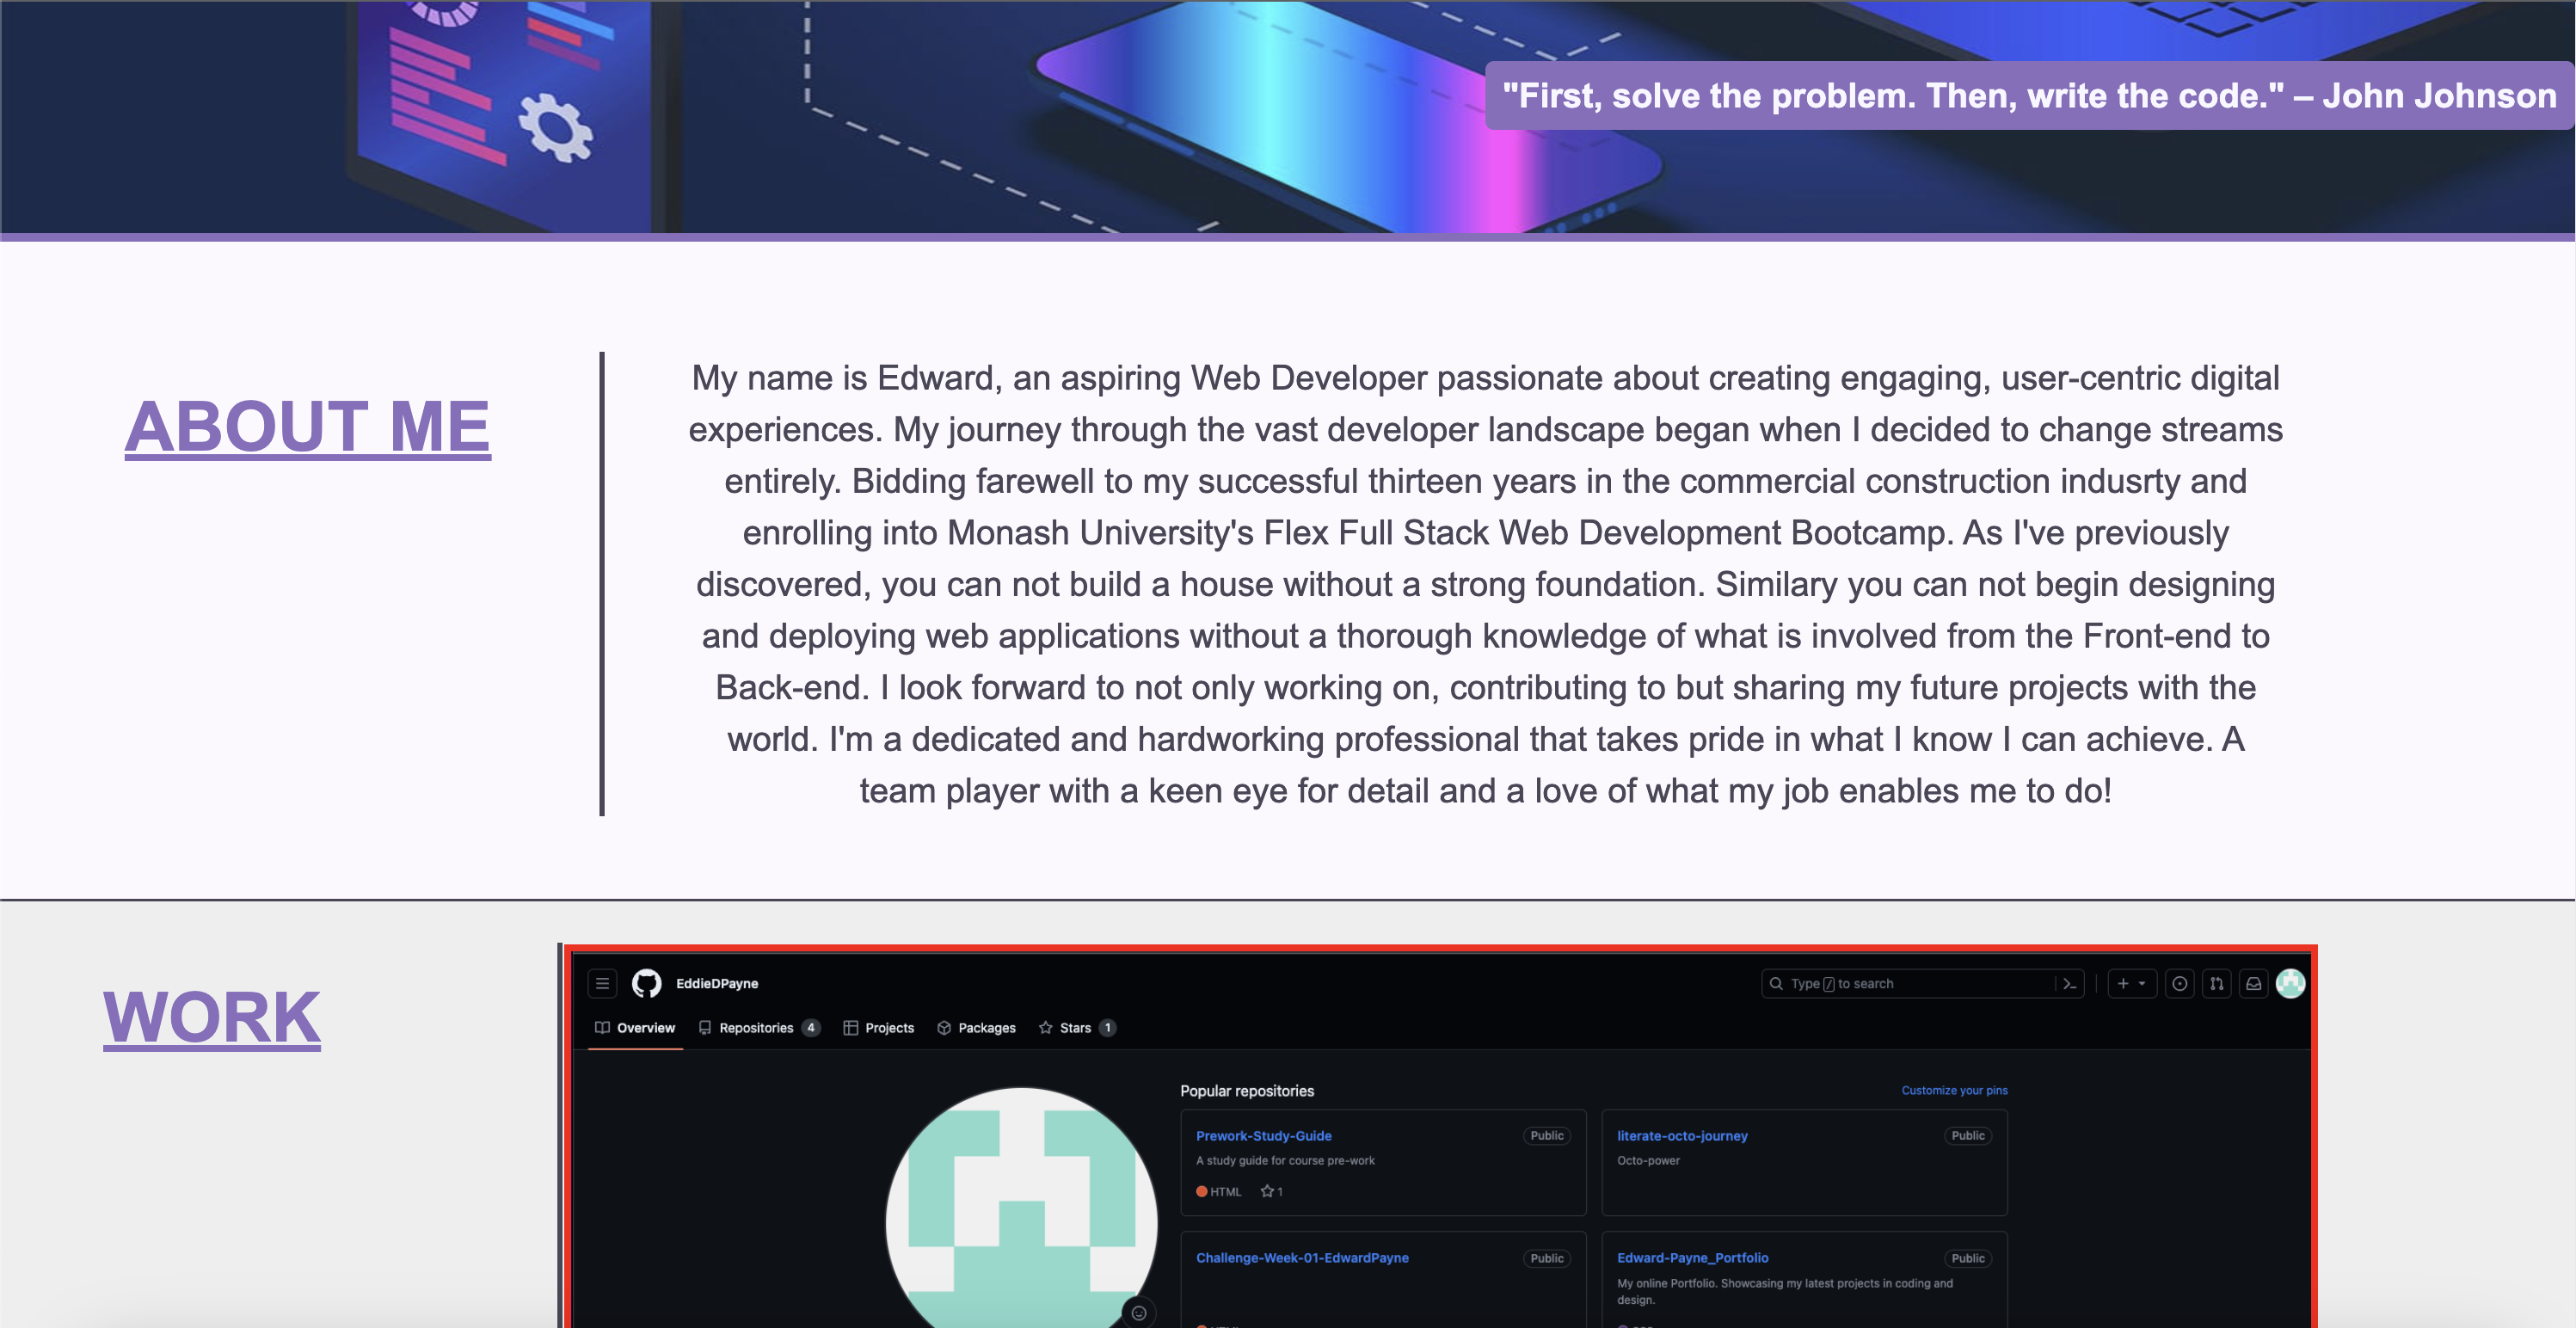 "First, solve the problem. Then, write the code." – John Johnson
ABOUT ME
My name is Edward, an aspiring Web Developer passionate about creating engaging, user-centric digital
experiences. My journey through the vast developer landscape began when I decided to change streams
entirely. Bidding farewell to my successful thirteen years in the commercial construction indusrty and
enrolling into Monash University's Flex Full Stack Web Development Bootcamp. As I've previously
discovered, you can not build a house without a strong foundation. Similary you can not begin designing
and deploying web applications without a thorough knowledge of what is involved from the Front-end to
Back-end. I look forward to not only working on, contributing to but sharing my future projects with the
world. I'm a dedicated and hardworking professional that takes pride in what I know I can achieve. A
team player with a keen eye for detail and a love of what my job enables me to do!
WORK
EddieDPayne
Type / to search
Overview Repositories 4 Projects Packages Stars 1
Popular repositories
Customize your pins
Prework-Study-Guide Public
A study guide for course pre-work
HTML 1
literate-octo-journey Public
Octo-power
Challenge-Week-01-EdwardPayne Public
Edward-Payne_Portfolio Public
My online Portfolio. Showcasing my latest projects in coding and
design.